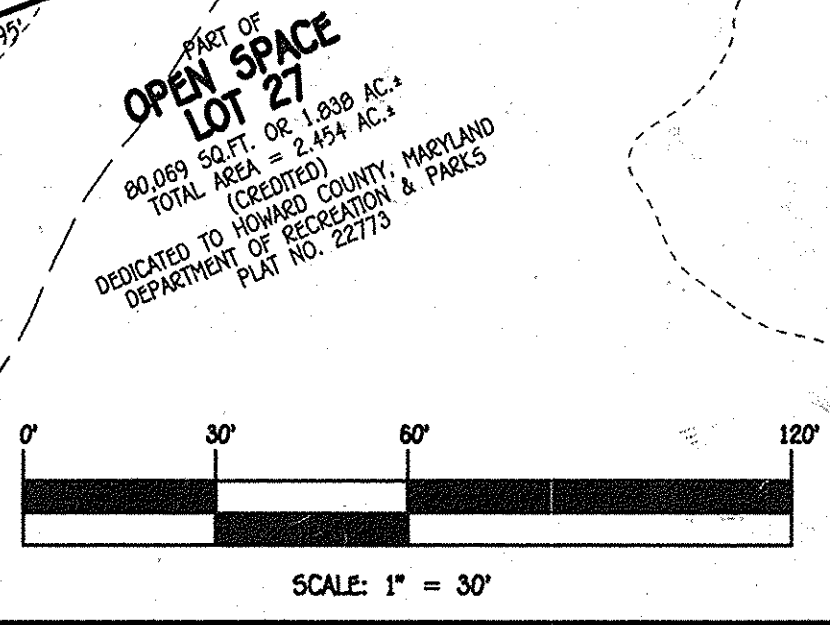 95'
PART OF
OPEN SPACE
LOT 27
80,069 SQ.FT. OR 1.838 AC.±
TOTAL AREA = 2.454 AC.±
(CREDITED)
DEDICATED TO HOWARD COUNTY, MARYLAND
DEPARTMENT OF RECREATION & PARKS
PLAT NO. 22773
0' 30' 60' 120'
SCALE: 1" = 30'